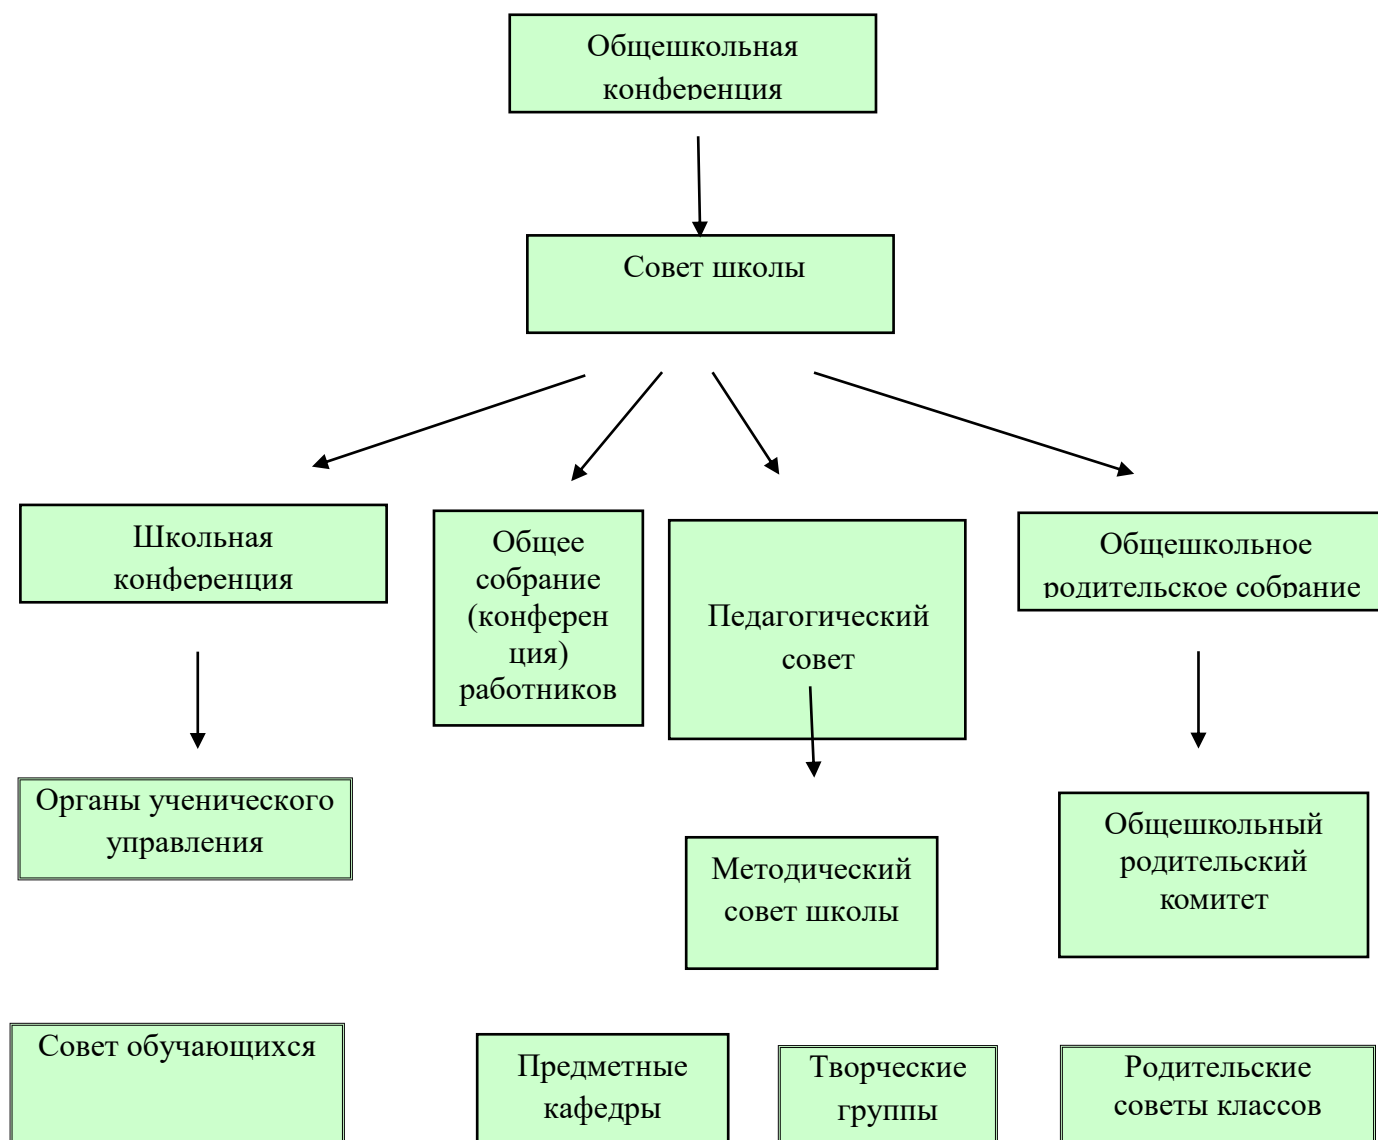 Общешкольная
конференция
Совет школы
Школьная
конференция
Общее
собрание
(конферен
ция)
работников
Педагогический
совет
Общешкольное
родительское собрание
Органы ученического
управления
Методический
совет школы
Общешкольный
родительский
комитет
Совет обучающихся
Предметные
кафедры
Творческие
группы
Родительские
советы классов